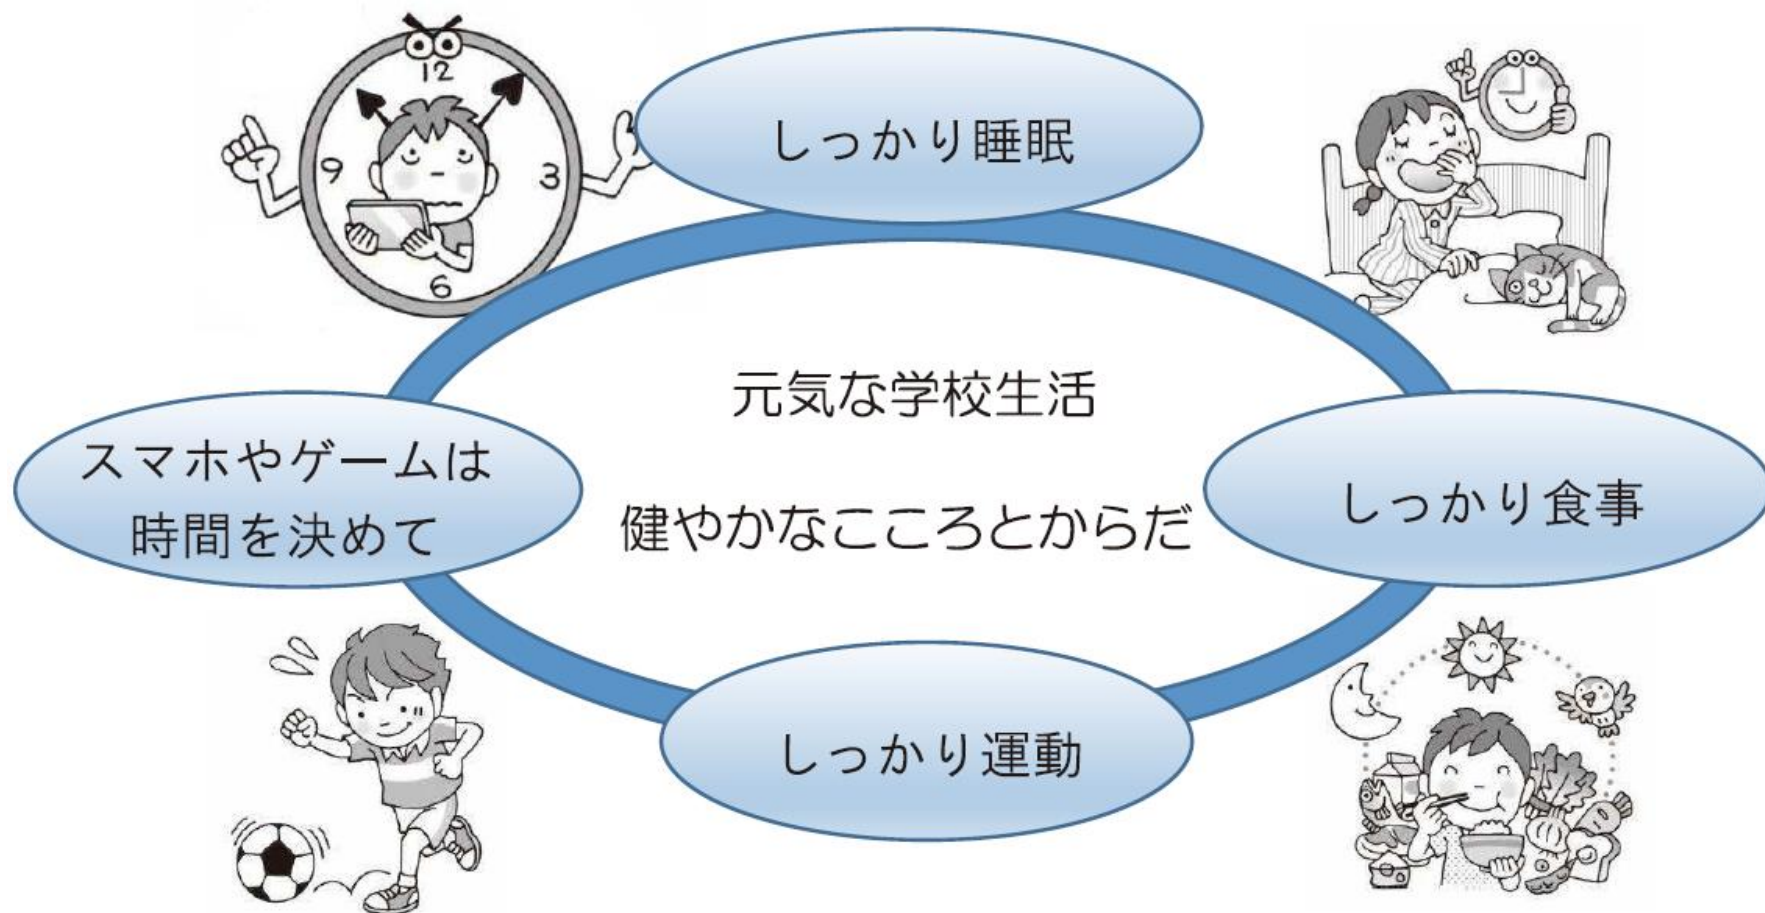 12
9
3
6
しっかり睡眠
元気な学校生活
健やかなこころとからだ
スマホやゲームは
時間を決めて
しっかり食事
しっかり運動